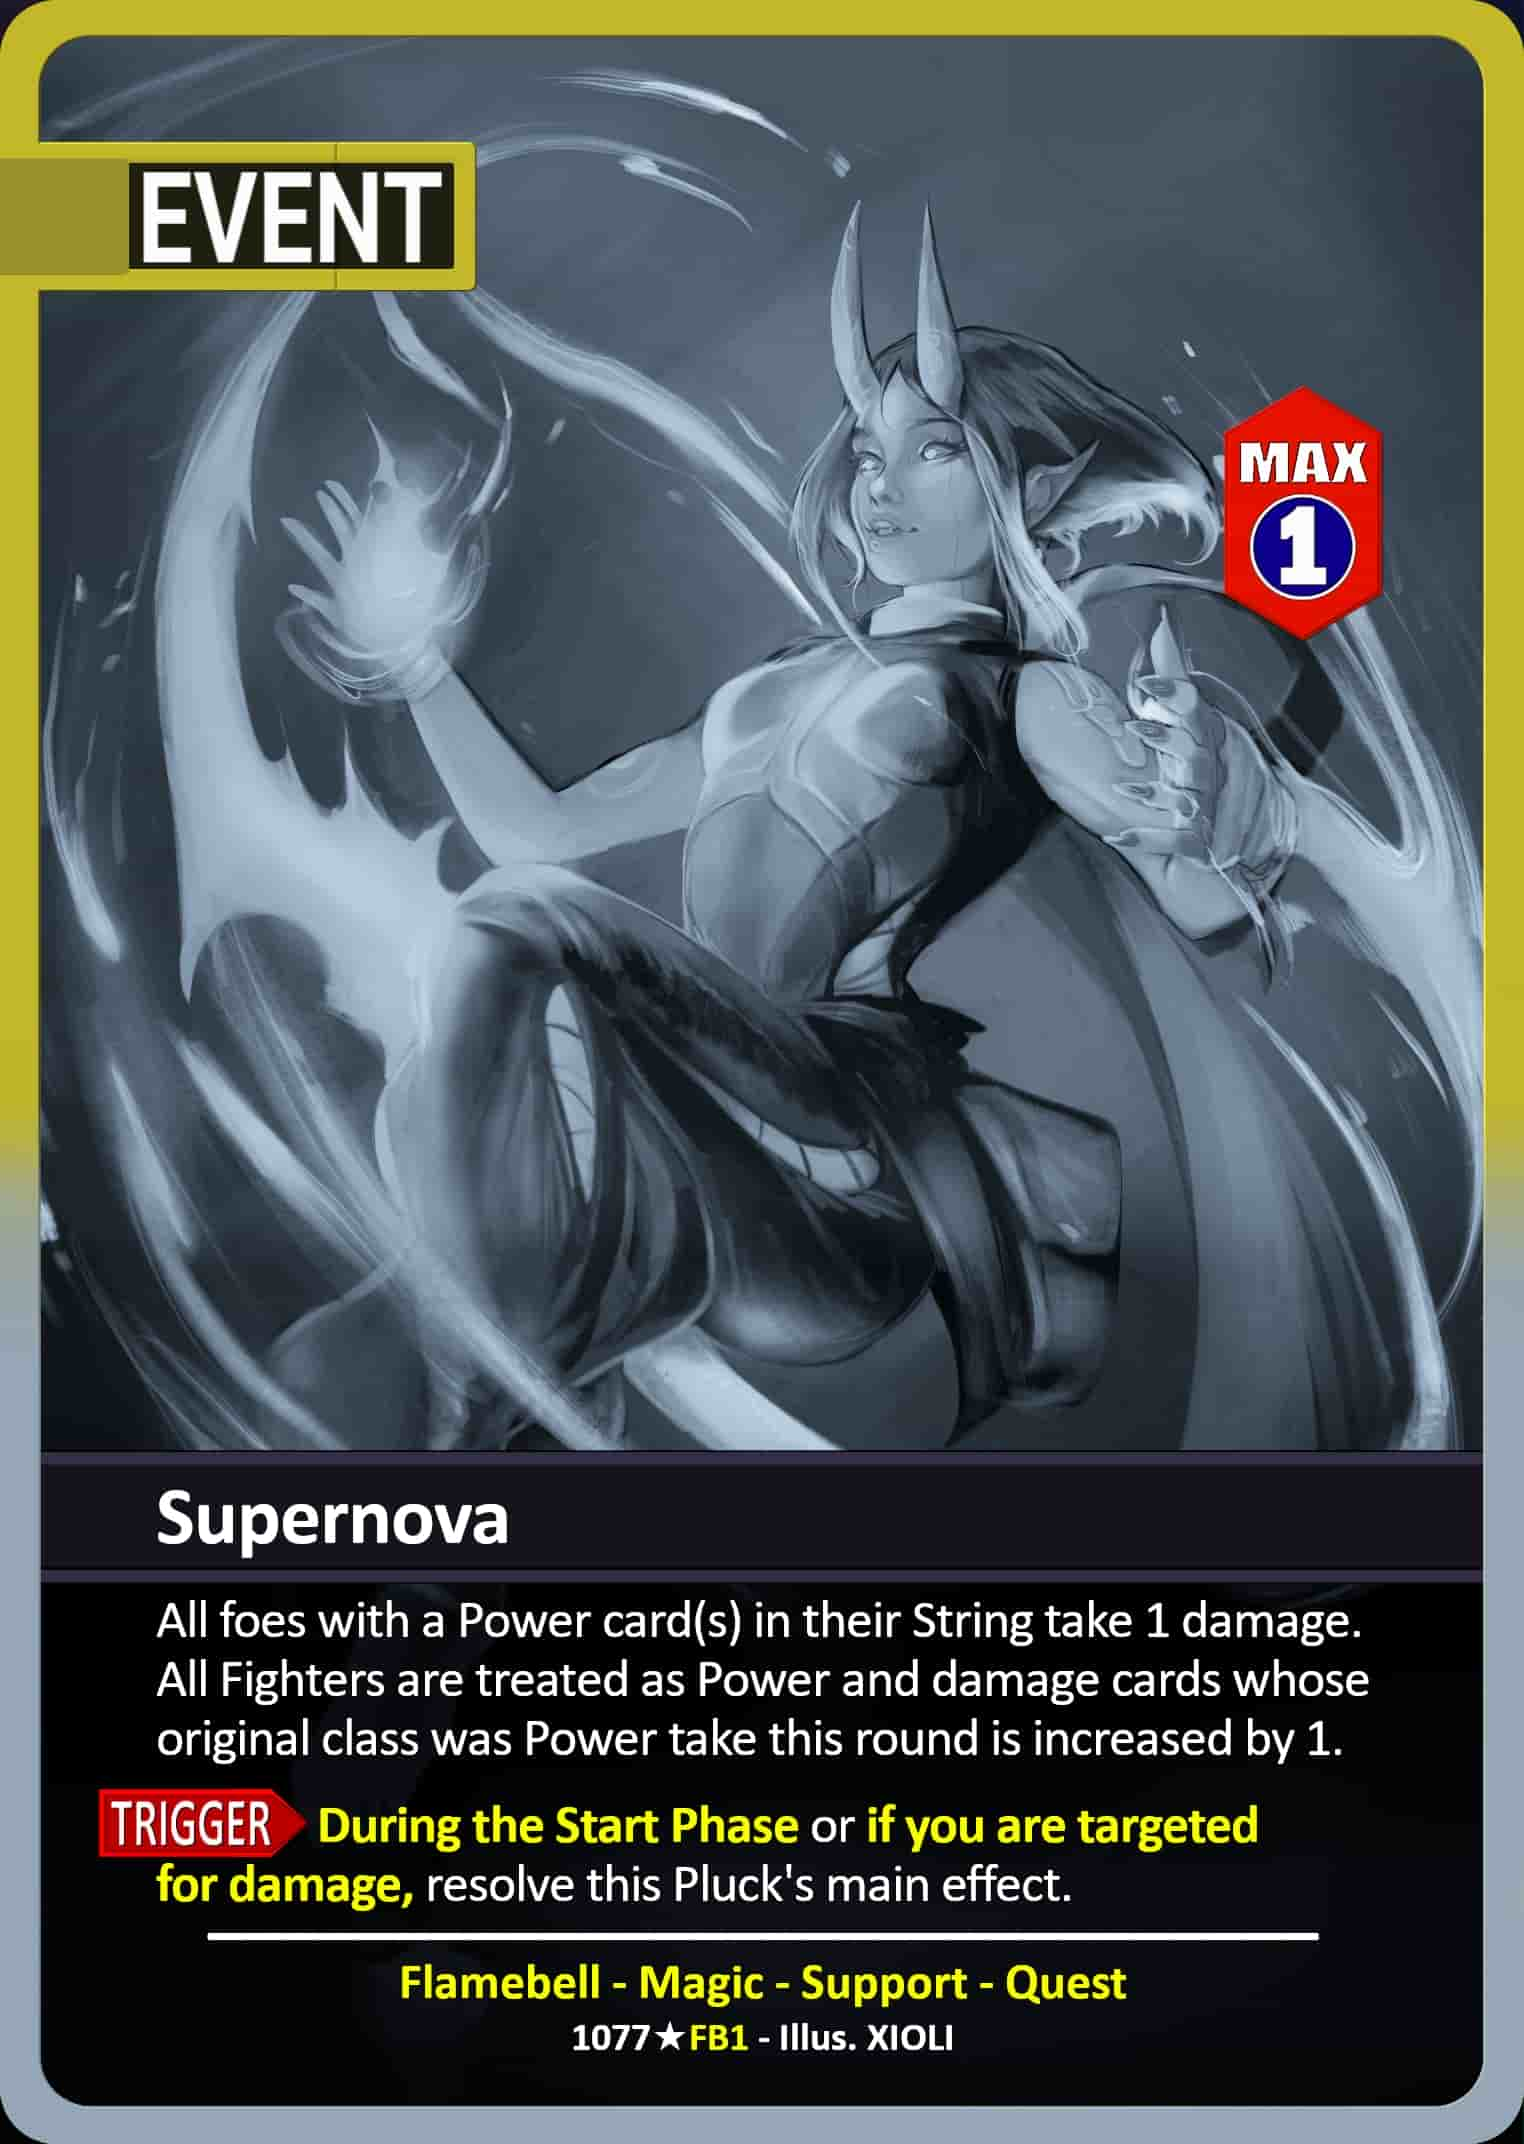 EVENT
MAX
1
Supernova
All foes with a Power card(s) in their String take 1 damage.
All Fighters are treated as Power and damage cards whose
original class was Power take this round is increased by 1.
TRIGGER During the Start Phase or if you are targeted
for damage, resolve this Pluck's main effect.
Flamebell - Magic - Support - Quest
1077★FB1 - Illus. XIOLI